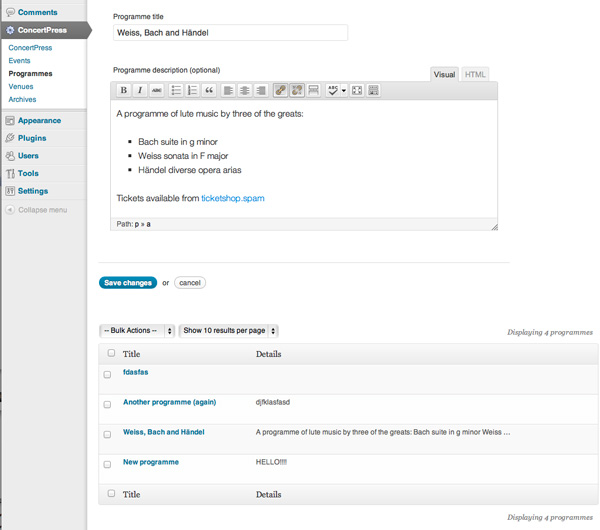 Comments
ConcertPress
ConcertPress
Events
Programmes
Venues
Archives
Appearance
Plugins
Users
Tools
Settings
Collapse menu
Programme title
Weiss, Bach and Händel
Programme description (optional)
Visual HTML
B I ABC ABC
A programme of lute music by three of the greats:
Bach suite in g minor
Weiss sonata in F major
Händel diverse opera arias
Tickets available from ticketshop.spam
Path: p » a
Save changes or cancel
-- Bulk Actions -- Show 10 results per page Displaying 4 programmes
Title Details
fdasfas
Another programme (again) djfklasfasd
Weiss, Bach and Händel A programme of lute music by three of the greats: Bach suite in g minor Weiss ...
New programme HELLO!!!!
Title Details
Displaying 4 programmes